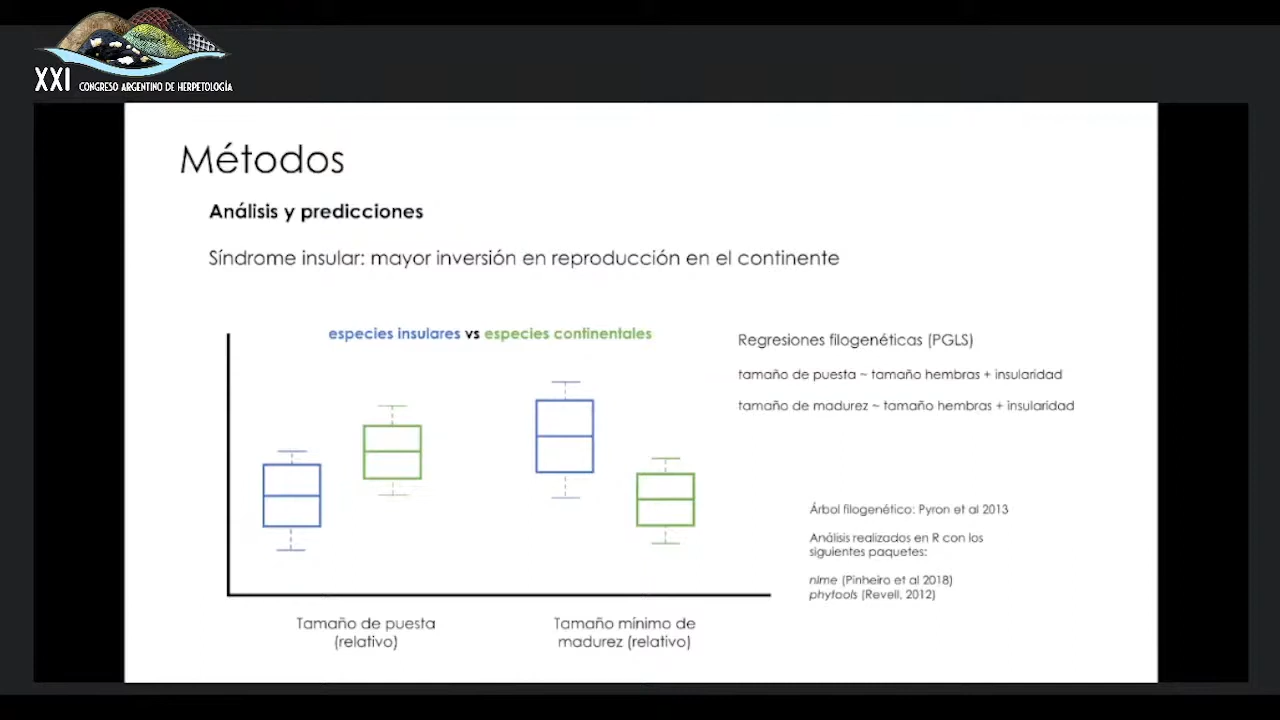 XXI CONGRESO ARGENTINO DE HERPETOLOGÍA
Métodos
Análisis y predicciones
Síndrome insular: mayor inversión en reproducción en el continente
especies insulares vs especies continentales
Tamaño de puesta
(relativo)
Tamaño mínimo de
madurez (relativo)
Regresiones filogenéticas (PGLS)
tamaño de puesta ~ tamaño hembras + insularidad
tamaño de madurez ~ tamaño hembras + insularidad
Árbol filogenético: Pyron et al 2013
Análisis realizados en R con los
siguientes paquetes:
nlme (Pinheiro et al 2018)
phytools (Revell, 2012)